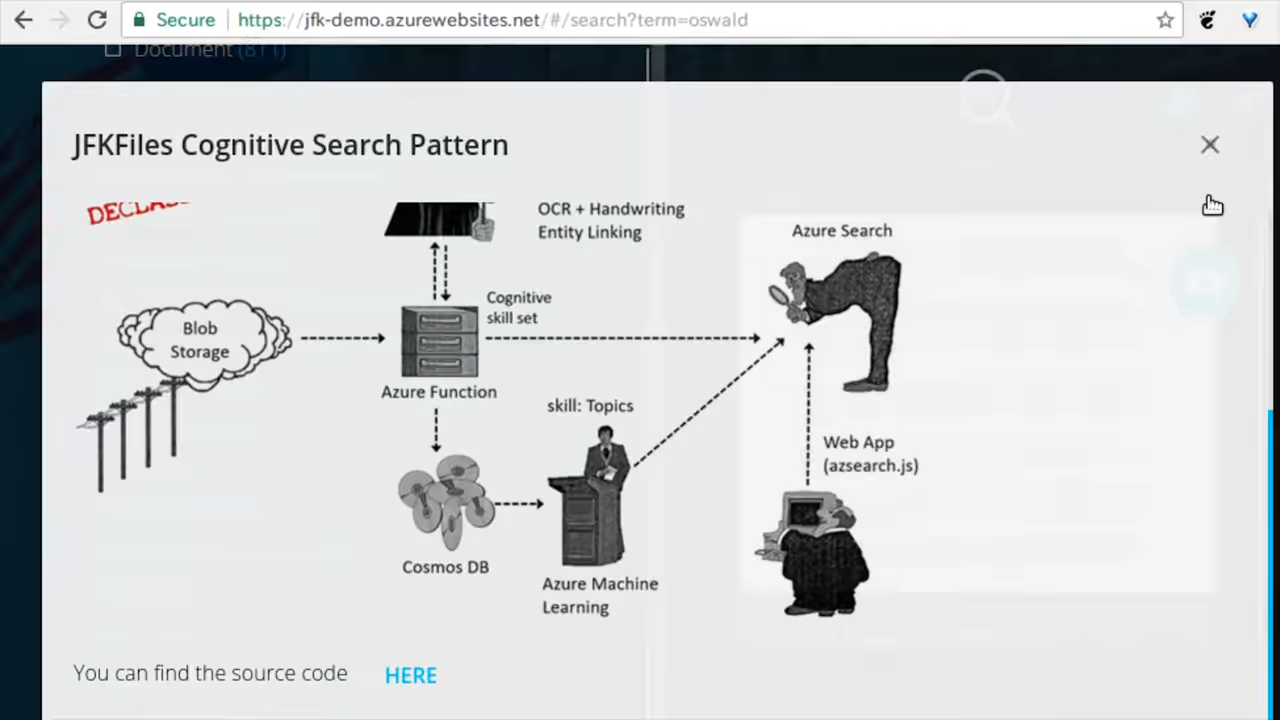 Secure
https://jfk-demo.azurewebsites.net/#/search?term=oswald
Document (811)
JFKFiles Cognitive Search Pattern
OCR + Handwriting
Entity Linking
Azure Search
Cognitive
skill set
Blob
Storage
Azure Function
skill: Topics
Web App
(azsearch.js)
Cosmos DB
Azure Machine
Learning
You can find the source code HERE